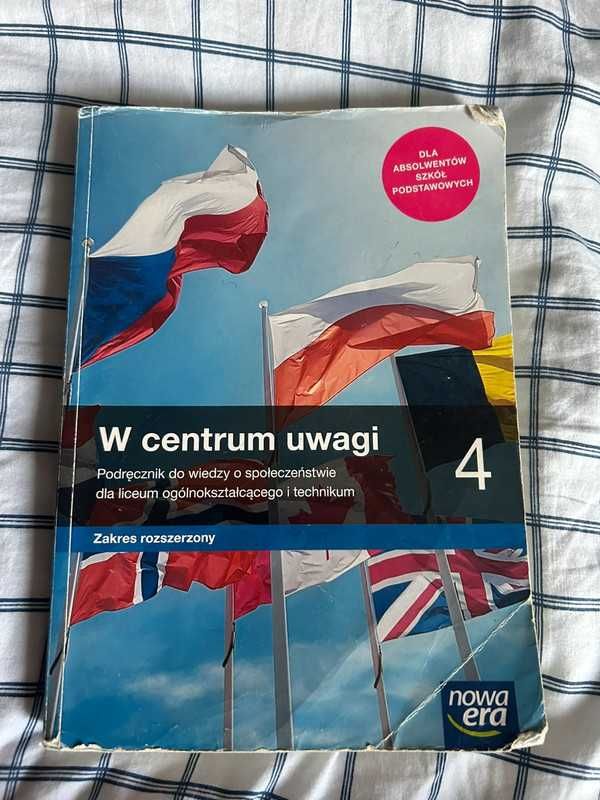 DLA
ABSOLWENTÓW
SZKÓŁ
PODSTAWOWYCH
W centrum uwagi
4
Podręcznik do wiedzy o społeczeństwie
dla liceum ogólnokształcącego i technikum
Zakres rozszerzony
nowa
era